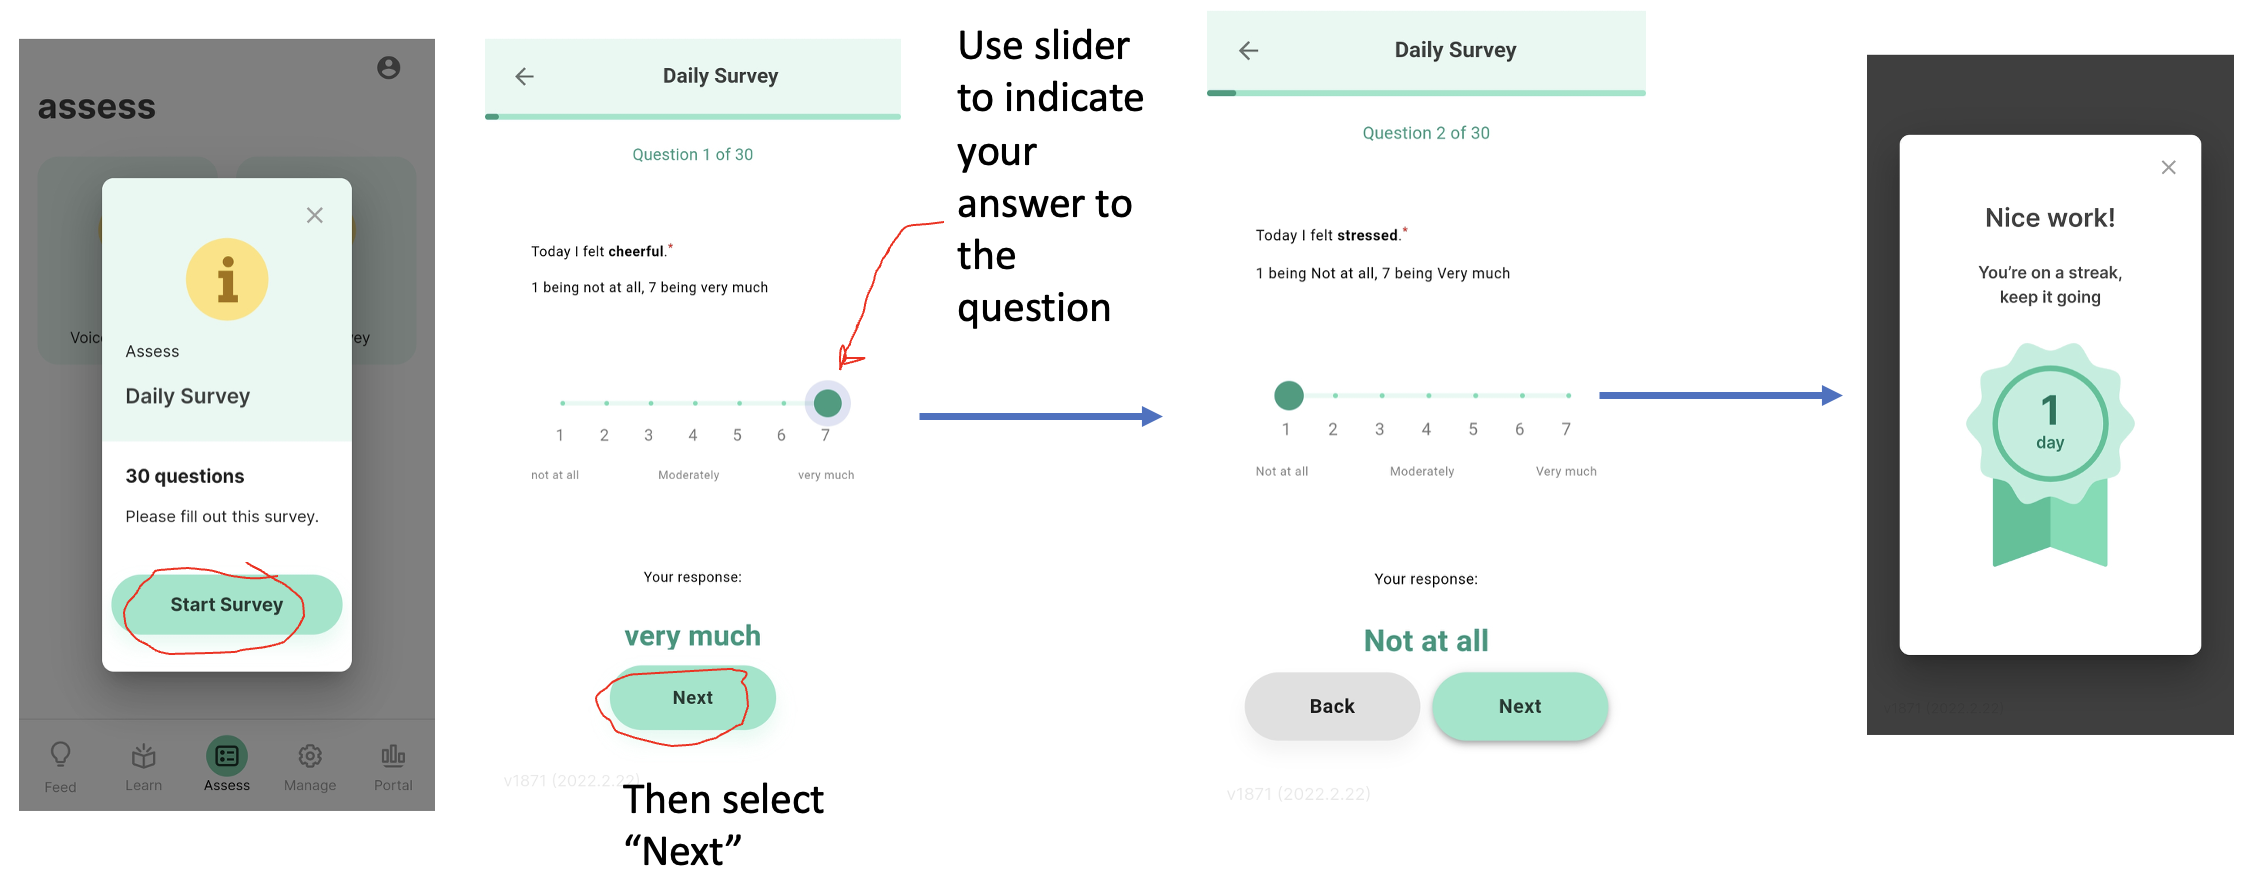 assess
Voic
ey
Assess
Daily Survey
30 questions
Please fill out this survey.
Start Survey
Feed
Learn
Assess
Manage
Portal
Daily Survey
Question 1 of 30
Today I felt cheerful.*
1 being not at all, 7 being very much
1 2 3 4 5 6 7
not at all Moderately very much
Your response:
very much
Next
v1871 (2022.2.22)
Then select
“Next”
Use slider
to indicate
your
answer to
the
question
Daily Survey
Question 2 of 30
Today I felt stressed.*
1 being Not at all, 7 being Very much
1 2 3 4 5 6 7
Not at all Moderately Very much
Your response:
Not at all
Back
Next
v1871 (2022.2.22)
Nice work!
You’re on a streak,
keep it going
1
day
v1871 (2022.2.22)